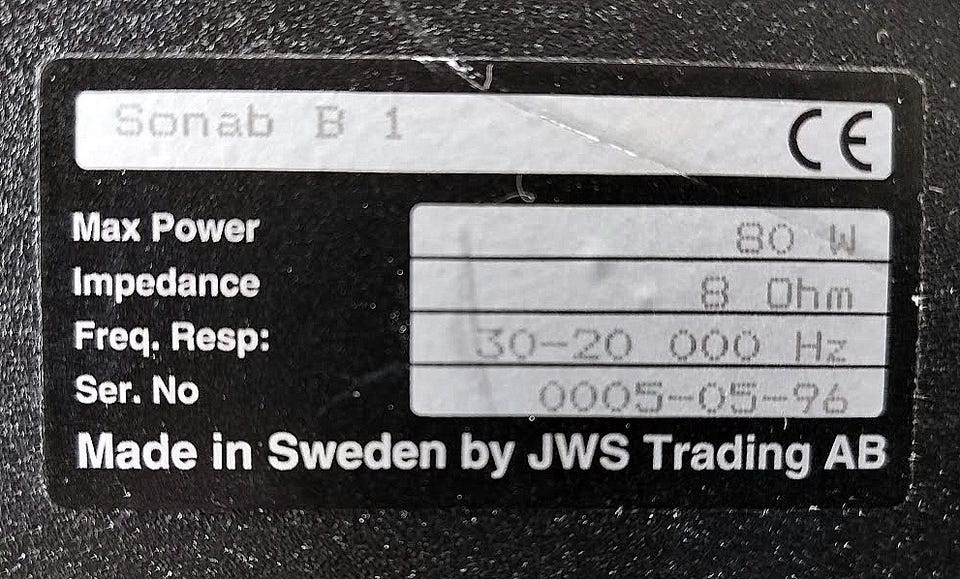 Sonab B 1 CE
Max Power 80 W
Impedance 8 Ohm
Freq. Resp: 30-20 000 Hz
Ser. No 0005-05-96
Made in Sweden by JWS Trading AB